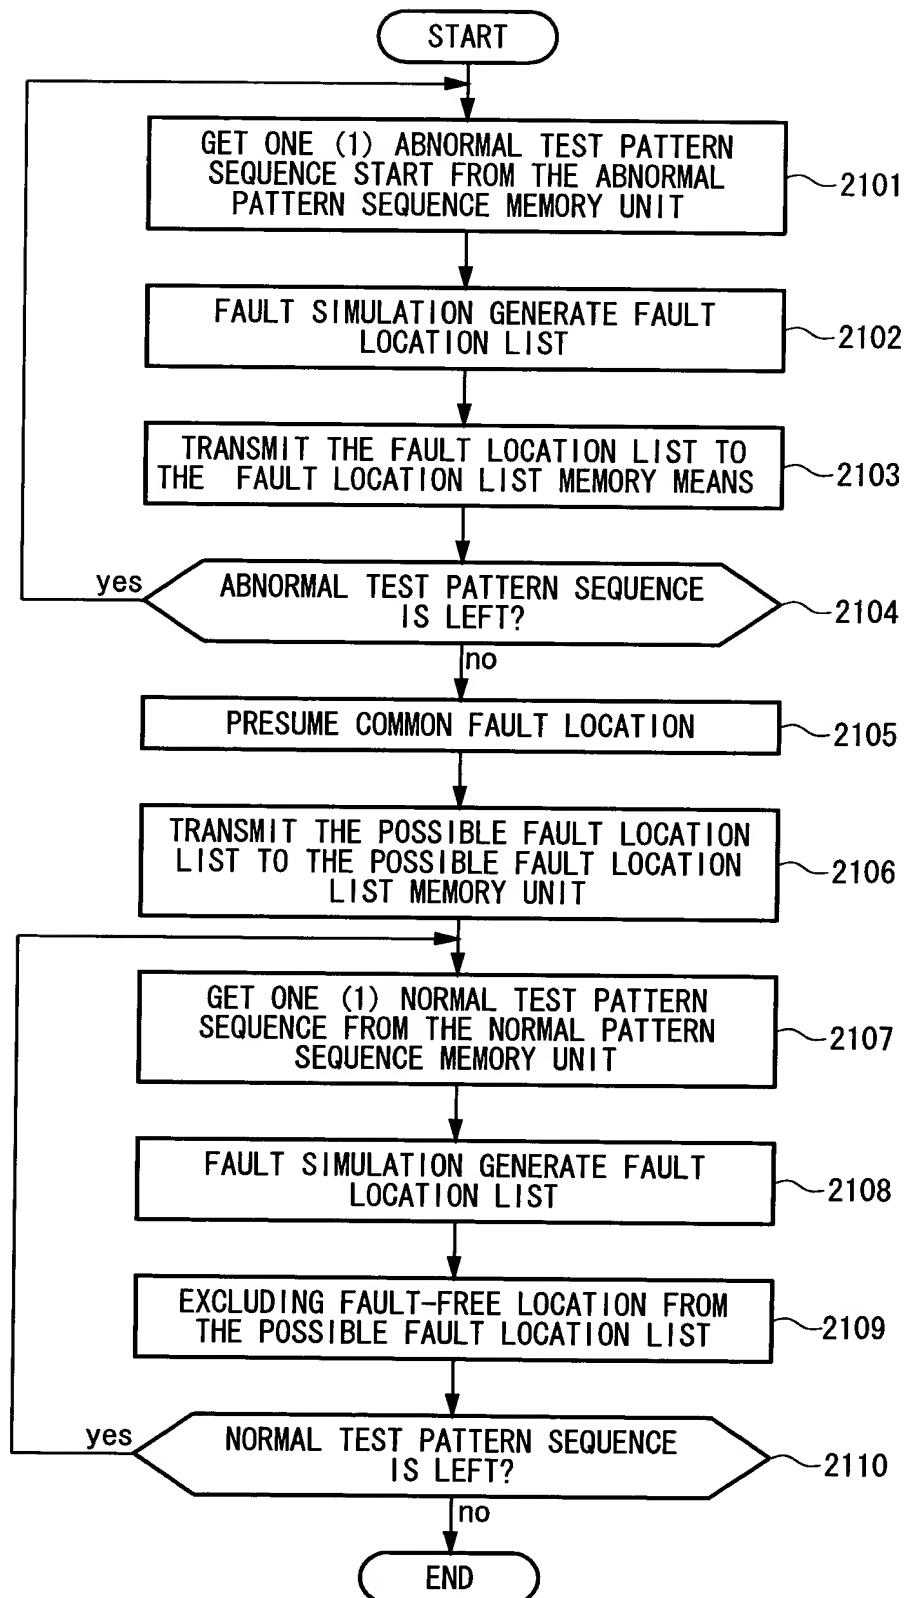 START
GET ONE (1) ABNORMAL TEST PATTERN
SEQUENCE START FROM THE ABNORMAL
PATTERN SEQUENCE MEMORY UNIT
2101
FAULT SIMULATION GENERATE FAULT
LOCATION LIST
2102
TRANSMIT THE FAULT LOCATION LIST TO
THE FAULT LOCATION LIST MEMORY MEANS
2103
yes
ABNORMAL TEST PATTERN SEQUENCE
IS LEFT?
2104
no
PRESUME COMMON FAULT LOCATION
2105
TRANSMIT THE POSSIBLE FAULT LOCATION
LIST TO THE POSSIBLE FAULT LOCATION
LIST MEMORY UNIT
2106
GET ONE (1) NORMAL TEST PATTERN
SEQUENCE FROM THE NORMAL PATTERN
SEQUENCE MEMORY UNIT
2107
FAULT SIMULATION GENERATE FAULT
LOCATION LIST
2108
EXCLUDING FAULT-FREE LOCATION FROM
THE POSSIBLE FAULT LOCATION LIST
2109
yes
NORMAL TEST PATTERN SEQUENCE
IS LEFT?
2110
no
END